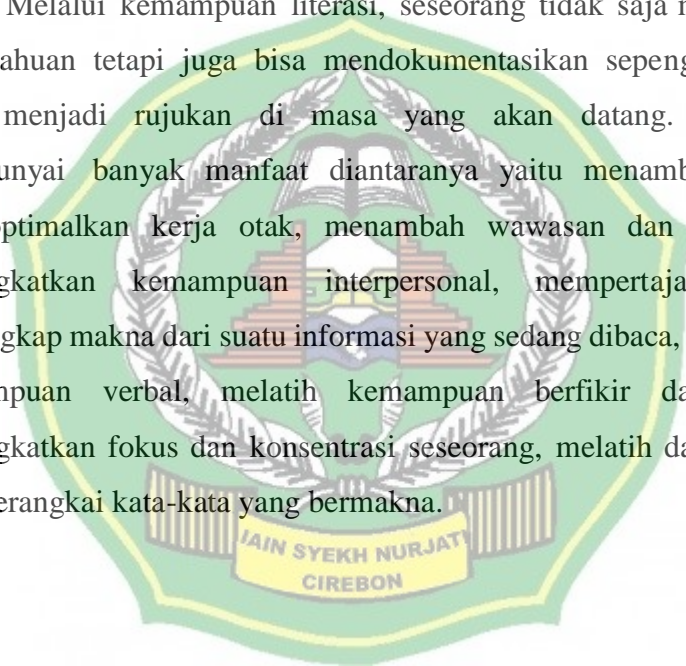 Melalui kemampuan literasi, seseorang tidak saja
ahuan tetapi juga bisa mendokumentasikan sepeng
menjadi rujukan di masa yang akan datang.
unyai banyak manfaat diantaranya yaitu menamb
optimalkan kerja otak, menambah wawasan dan
gkatkan kemampuan interpersonal, mempertaja
gkap makna dari suatu informasi yang sedang dibaca,
mpuan verbal, melatih kemampuan berfikir da
gkatkan fokus dan konsentrasi seseorang, melatih da
erangkai kata-kata yang bermakna.
IAIN SYEKH NURJATI
CIREBON